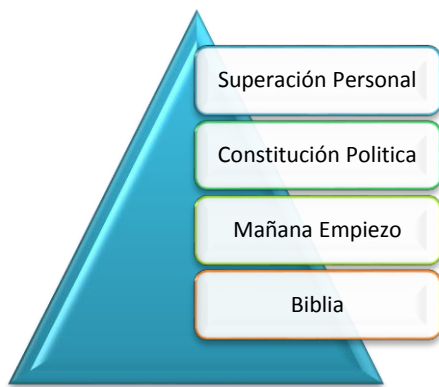 Superación Personal
Constitución Politica
Mañana Empiezo
Biblia